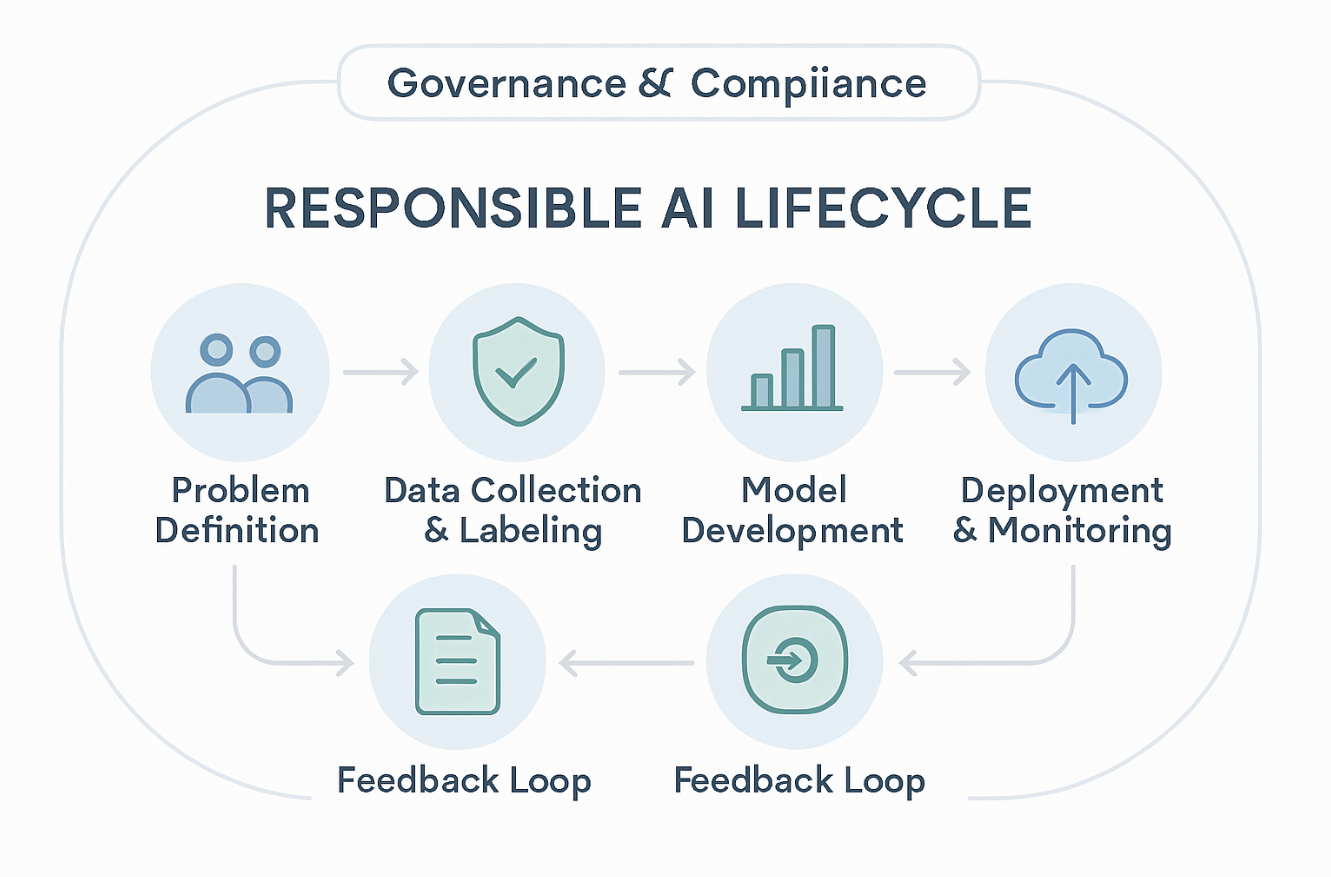 Governance & Compiiance
RESPONSIBLE AI LIFECYCLE
Problem
Definition
Data Collection
& Labeling
Model
Development
Deployment
& Monitoring
Feedback Loop
Feedback Loop